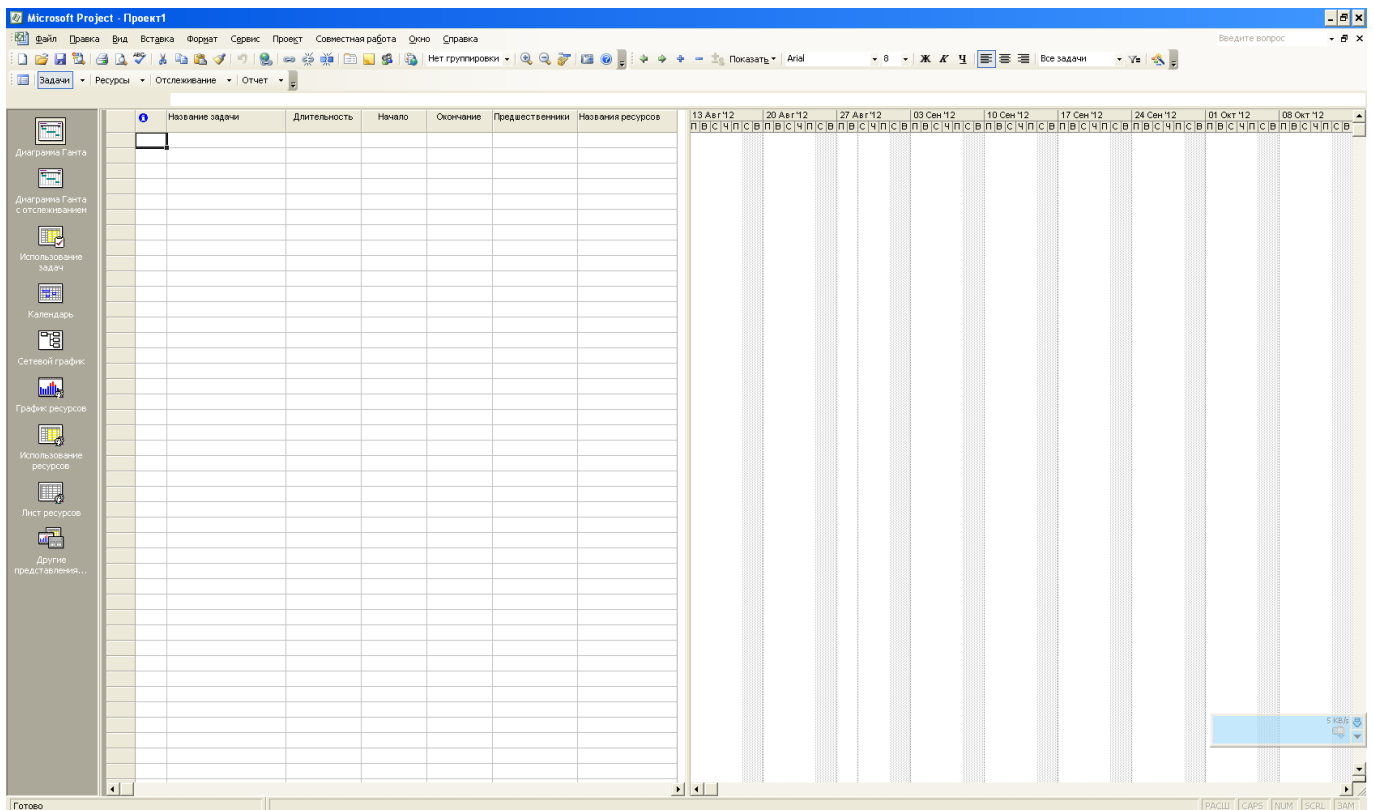 Microsoft Project - Проект1
Файл Правка Вид Вставка Формат Сервис Проект Совместная работа Окно Справка Введите вопрос
Нет группировки Показать Arial 8 Ж К Ч Все задачи
Задачи Ресурсы Отслеживание Отчет
Название задачи Длительность Начало Окончание Предшественники Названия ресурсов
13 Авг '12 20 Авг '12 27 Авг '12 03 Сен '12 10 Сен '12 17 Сен '12 24 Сен '12 01 Окт '12 08 Окт '12
П В С Ч П С В П В С Ч П С В П В С Ч П С В П В С Ч П С В П В С Ч П С В П В С Ч П С В П В С Ч П С В П В С Ч П С В П В С Ч П С В
Диаграмма Ганта
Диаграмма Ганта
с отслеживанием
Использование
задач
Календарь
Сетевой график
График ресурсов
Использование
ресурсов
Лист ресурсов
Другие
представления...
5 KB/s
Готово
РАСШ CAPS NUM SCRL ЗАМ